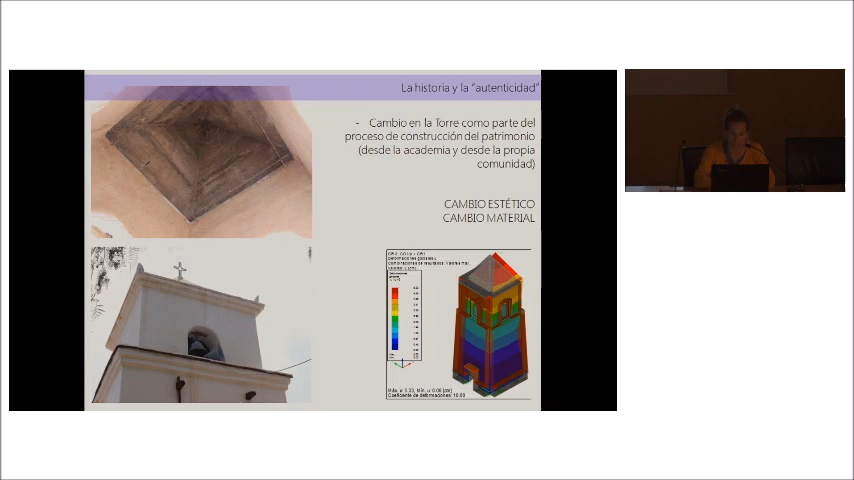 La historia y la "autenticidad"
- Cambio en la Torre como parte del
proceso de construcción del patrimonio
(desde la academia y desde la propia
comunidad)
CAMBIO ESTÉTICO
CAMBIO MATERIAL
Coeficiente de deformaciones: 10.00